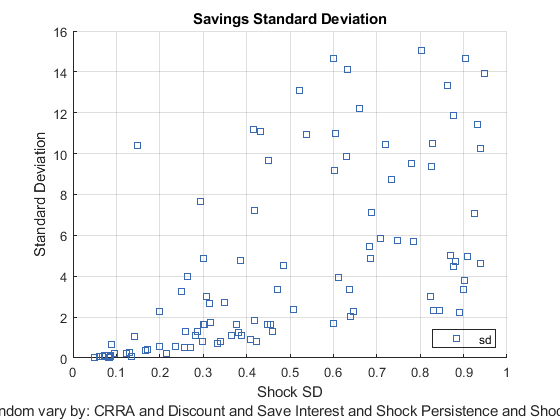 Savings Standard Deviation
Standard Deviation
16
14
12
10
8
6
4
2
0
sd
0 0.1 0.2 0.3 0.4 0.5 0.6 0.7 0.8 0.9 1
Shock SD
ndom vary by: CRRA and Discount and Save Interest and Shock Persistence and Shoc